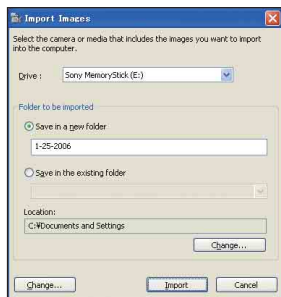 Import Images
Select the camera or media that includes the images you want to import
into the computer.
Drive :
Sony MemoryStick (E:)
Folder to be imported
Save in a new folder
1-25-2006
Save in the existing folder
Location:
C:¥Documents and Settings
Change...
Change...
Import
Cancel